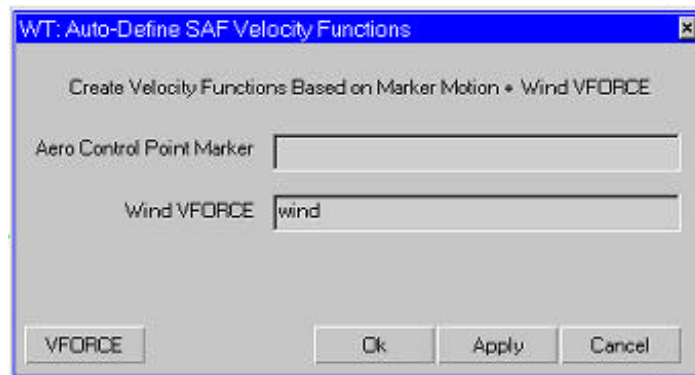 WT: Auto-Define SAF Velocity Functions
Create Velocity Functions Based on Marker Motion + Wind VFORCE
Aero Control Point Marker
Wind VFORCE wind
VFORCE Ok Apply Cancel